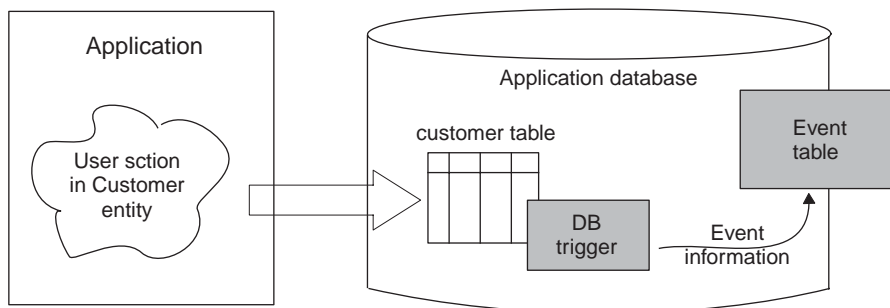 Application
User sction
in Customer
entity
Application database
customer table
DB
trigger
Event
information
Event
table